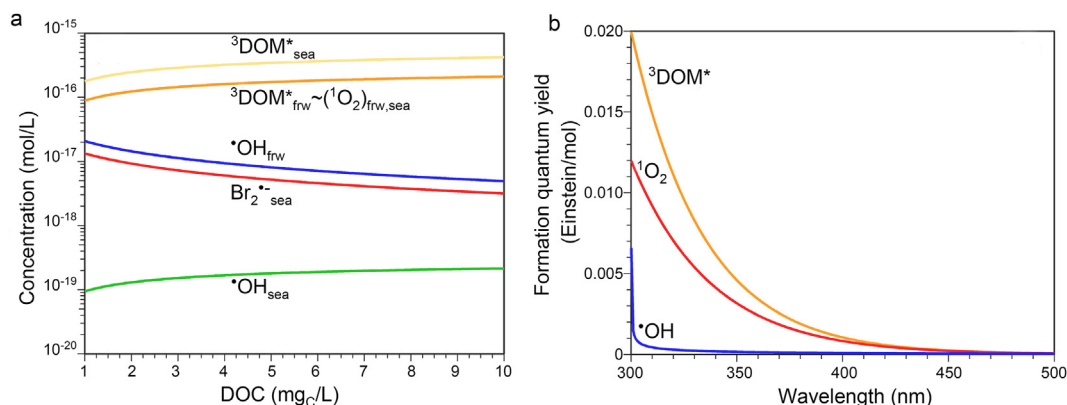 a
Concentration (mol/L)
10⁻¹⁵
10⁻¹⁶
10⁻¹⁷
10⁻¹⁸
10⁻¹⁹
10⁻²⁰
³DOM*sea
³DOM*frw~(¹O₂)frw,sea
•OHfrw
Br₂•-sea
•OHsea
1 2 3 4 5 6 7 8 9 10
DOC (mgC/L)
b
Formation quantum yield
(Einstein/mol)
0.020
0.015
0.010
0.005
0
³DOM*
¹O₂
•OH
300 350 400 450 500
Wavelength (nm)